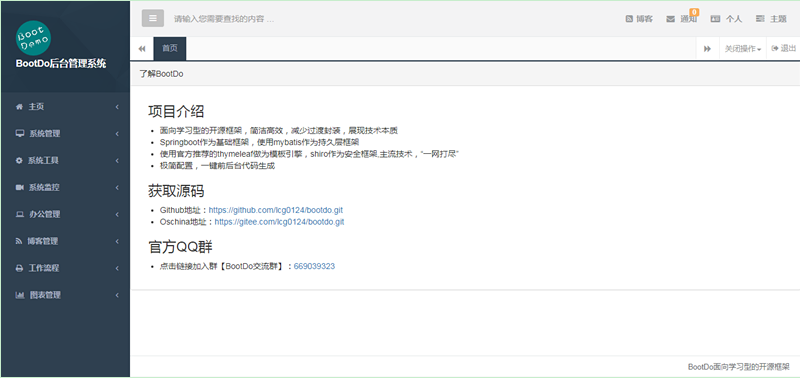 Boot
Demo
BootDo后台管理系统
主页
系统管理
系统工具
系统监控
办公管理
博客管理
工作流程
图表管理
请输入您需要查找的内容 …
博客
通知
0
个人
主题
首页
关闭操作
退出
了解BootDo
项目介绍
面向学习型的开源框架，简洁高效，减少过渡封装，展现技术本质
Springboot作为基础框架，使用mybatis作为持久层框架
使用官方推荐的thymeleaf做为模板引擎，shiro作为安全框架,主流技术，“一网打尽”
极简配置，一键前后台代码生成
获取源码
Github地址：https://github.com/lcg0124/bootdo.git
Oschina地址：https://gitee.com/lcg0124/bootdo.git
官方QQ群
点击链接加入群【BootDo交流群】：669039323
BootDo面向学习型的开源框架